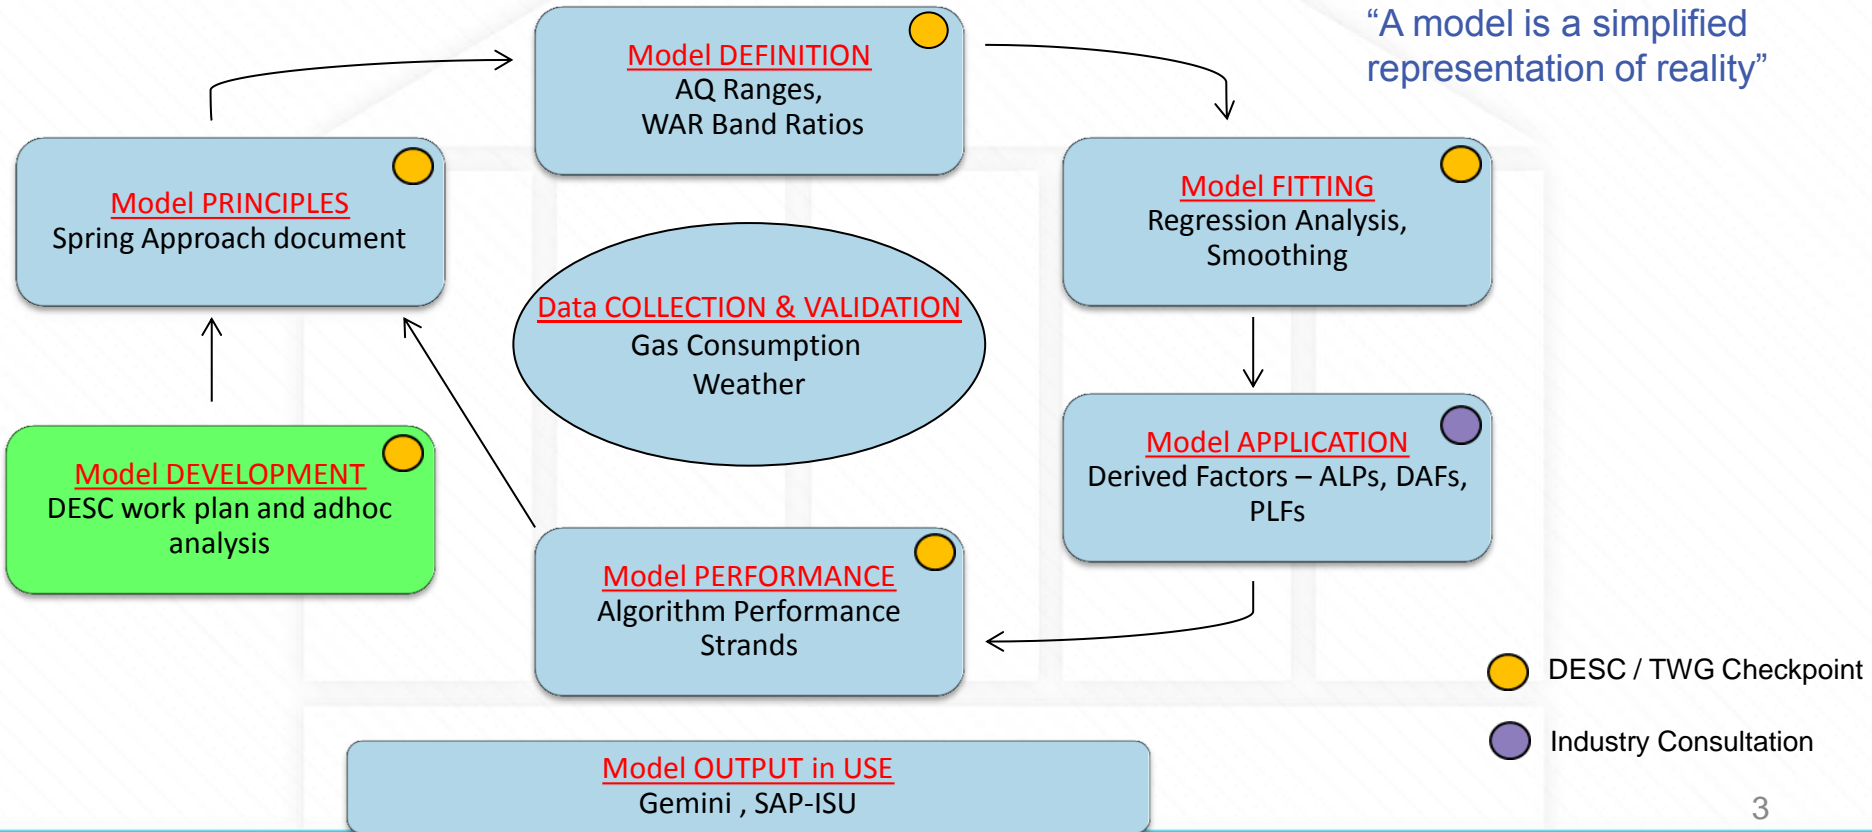 “A model is a simplified
representation of reality”
Model DEFINITION
AQ Ranges,
WAR Band Ratios
Model PRINCIPLES
Spring Approach document
Model FITTING
Regression Analysis,
Smoothing
Data COLLECTION & VALIDATION
Gas Consumption
Weather
Model DEVELOPMENT
DESC work plan and adhoc
analysis
Model APPLICATION
Derived Factors – ALPs, DAFs,
PLFs
Model PERFORMANCE
Algorithm Performance
Strands
DESC / TWG Checkpoint
Industry Consultation
Model OUTPUT in USE
Gemini , SAP-ISU
3